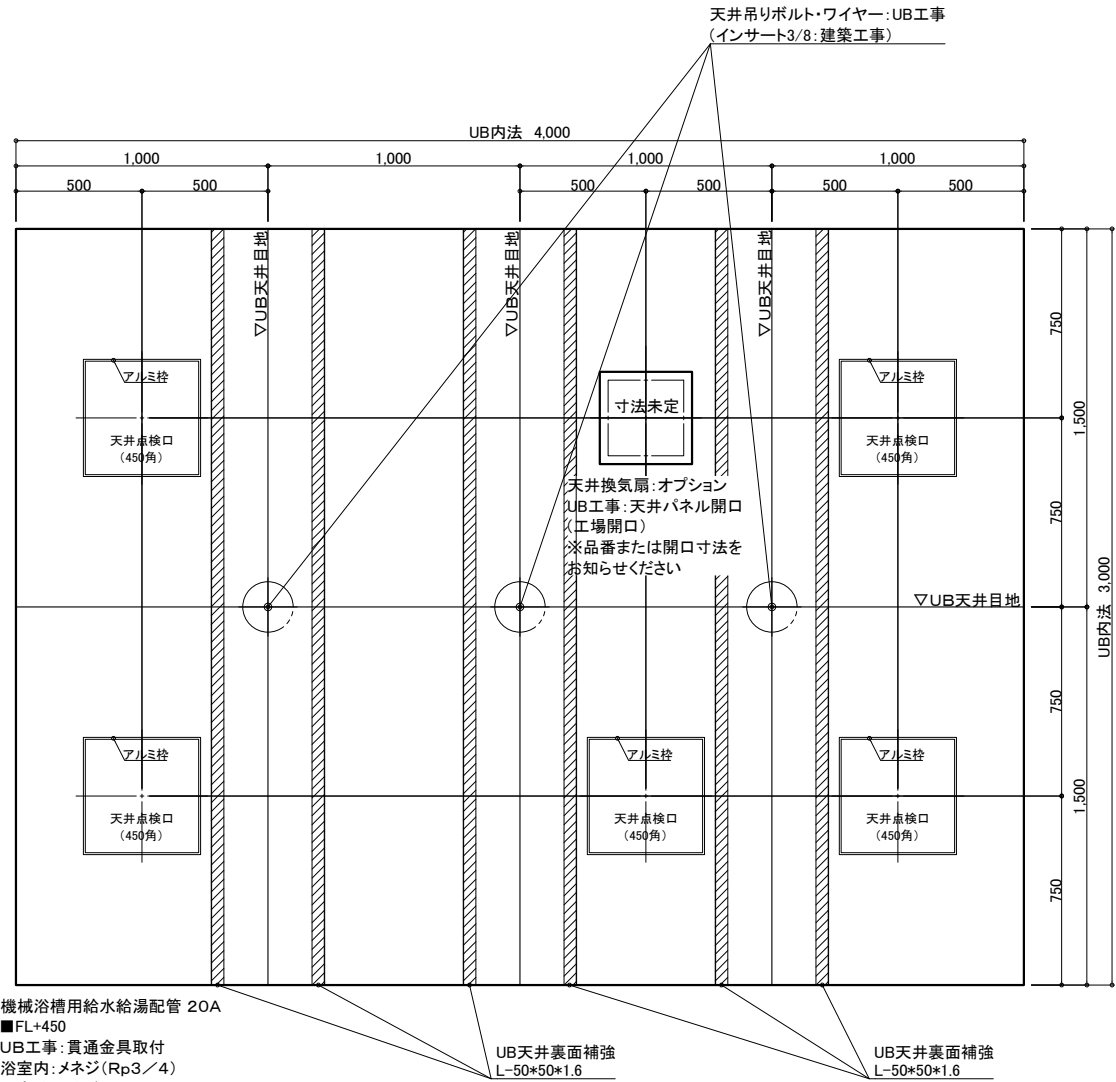 天井吊りボルト・ワイヤー:UB工事
(インサート3/8:建築工事)
UB内法 4,000
1,000
1,000
1,000
1,000
500
500
500
500
500
500
▽UB天井目地
▽UB天井目地
▽UB天井目地
アルミ枠
天井点検口
(450角)
寸法未定
アルミ枠
天井点検口
(450角)
天井換気扇:オプション
UB工事:天井パネル開口
(工場開口)
※品番または開口寸法を
お知らせください
▽UB天井目地
750
750
1,500
UB内法 3,000
750
750
1,500
アルミ枠
天井点検口
(450角)
アルミ枠
天井点検口
(450角)
アルミ枠
天井点検口
(450角)
機械浴槽用給水給湯配管 20A
■FL+450
UB工事:貫通金具取付
浴室内:メネジ(Rp3/4)
UB天井裏面補強
L-50*50*1.6
UB天井裏面補強
L-50*50*1.6